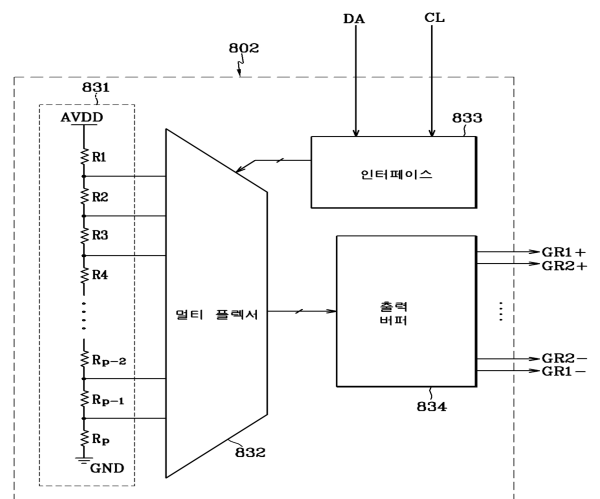 DA
CL
802
831
AVDD
833
R1
인터페이스
R2
R3
GR1+
GR2+
R4
멀티 플렉서
출력
버퍼
Rp-2
GR2-
GR1-
Rp-1
834
Rp
832
GND